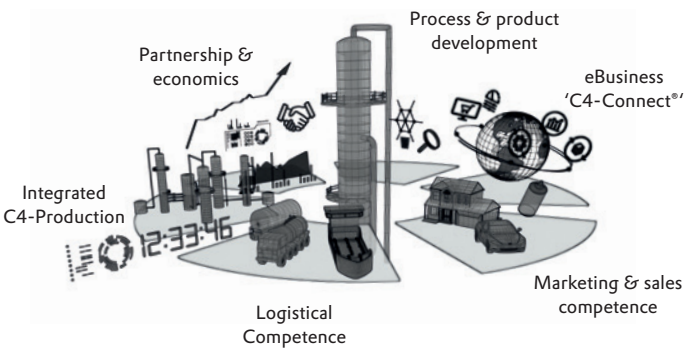 Process & product
development
Partnership &
economics
eBusiness
'C4-Connect®'
Integrated
C4-Production
12:33:46
Marketing & sales
competence
Logistical
Competence